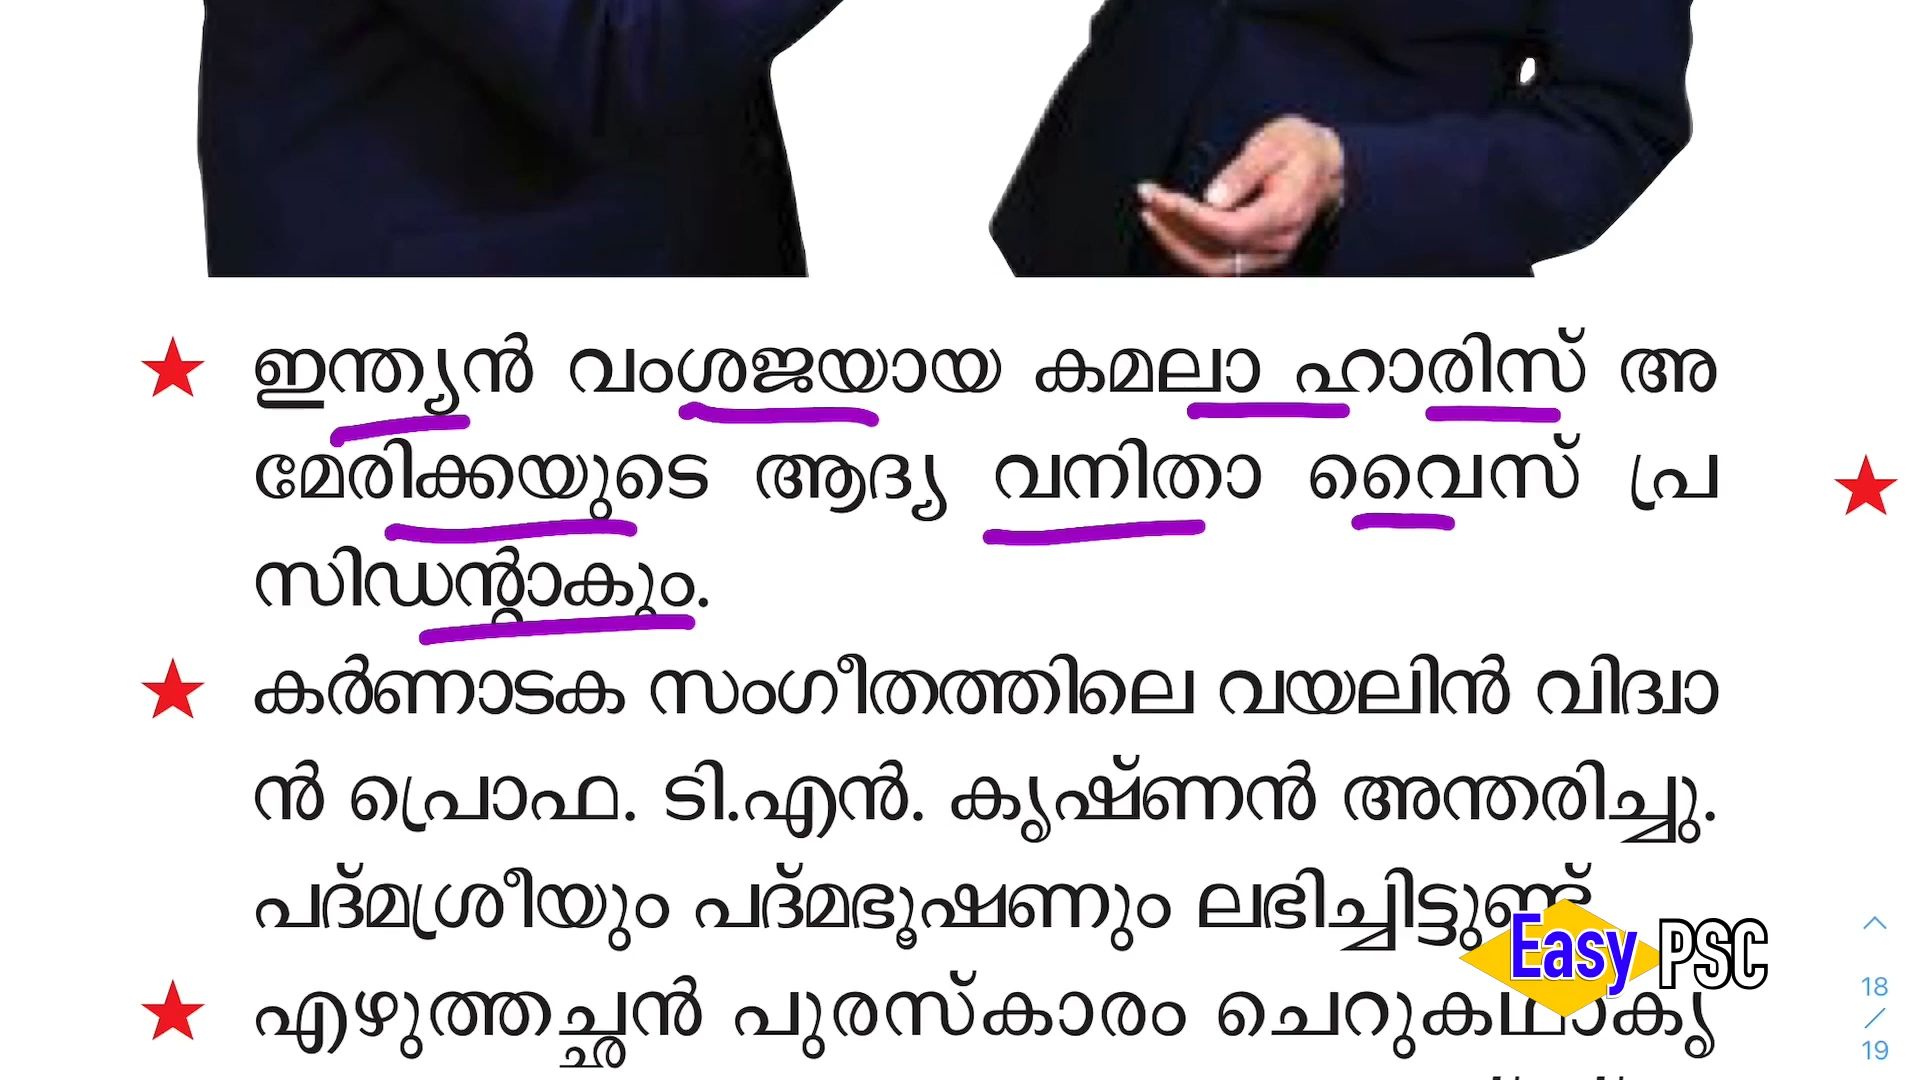 ഇന്ത്യൻ വംശജയായ കമലാ ഹാരിസ് അ
മേരിക്കയുടെ ആദ്യ വനിതാ വൈസ് പ്ര
സിഡന്റാകും.
കർണാടക സംഗീതത്തിലെ വയലിൻ വിദ്വാ
ൻ പ്രൊഫ. ടി.എൻ. കൃഷ്ണൻ അന്തരിച്ചു.
പദ്മശ്രീയും പദ്മഭൂഷണും ലഭിച്ചിട്ടുണ്ട്
എഴുത്തച്ഛൻ പുരസ്കാരം ചെറുകഥാകൃ
Easy PSC
18
/
19